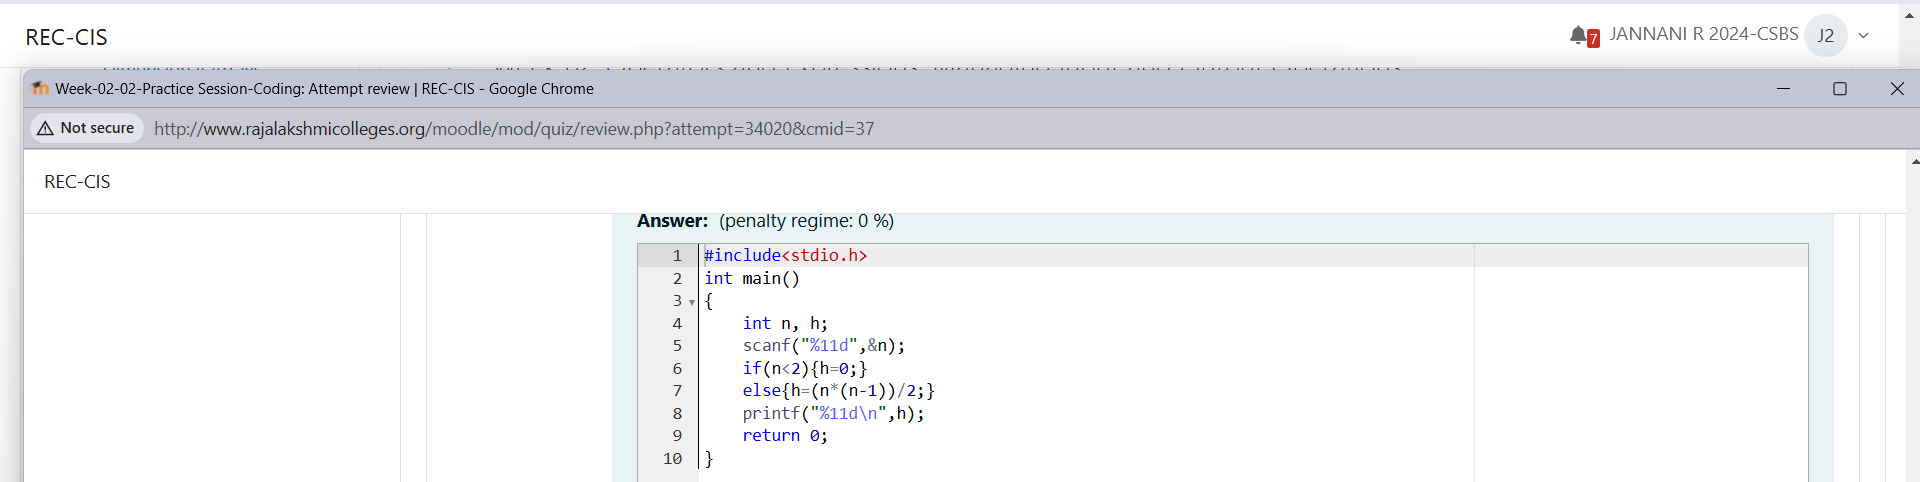 REC-CIS
7 JANNANI R 2024-CSBS J2
Week-02-02-Practice Session-Coding: Attempt review | REC-CIS - Google Chrome
Not secure http://www.rajalakshmicolleges.org/moodle/mod/quiz/review.php?attempt=34020&cmid=37
REC-CIS
Answer: (penalty regime: 0 %)
1 #include<stdio.h>
2 int main()
3 {
4 int n, h;
5 scanf("%11d",&n);
6 if(n<2){h=0;}
7 else{h=(n*(n-1))/2;}
8 printf("%11d\n",h);
9 return 0;
10 }